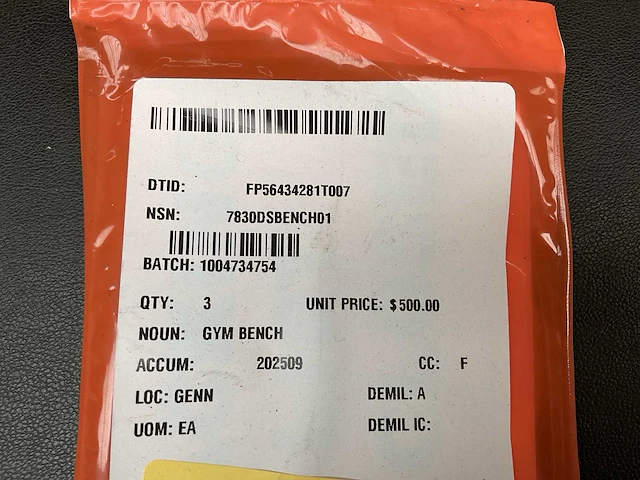 DTID: FP56434281T007
NSN: 7830DSBENCH01
BATCH: 1004734754
QTY: 3 UNIT PRICE: $500.00
NOUN: GYM BENCH
ACCUM: 202509 CC: F
LOC: GENN DEMIL: A
UOM: EA DEMIL IC: